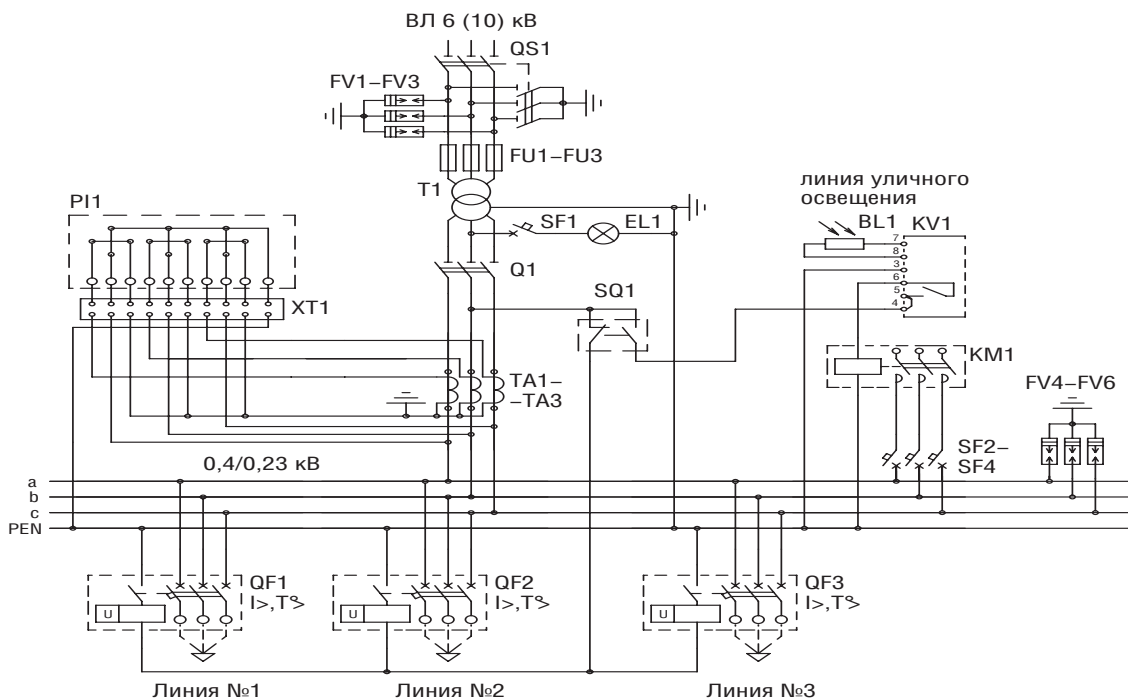 ВЛ 6 (10) кВ
QS1
FV1–FV3
FU1–FU3
T1
PI1
SF1
EL1
линия уличного
освещения
BL1
KV1
7
8
3
6
5
4
Q1
SQ1
XT1
KM1
TA1–
–TA3
FV4–FV6
SF2–
SF4
0,4/0,23 кВ
a
b
c
PEN
QF1
I>,T>
U
QF2
I>,T>
U
QF3
I>,T>
U
Линия №1
Линия №2
Линия №3